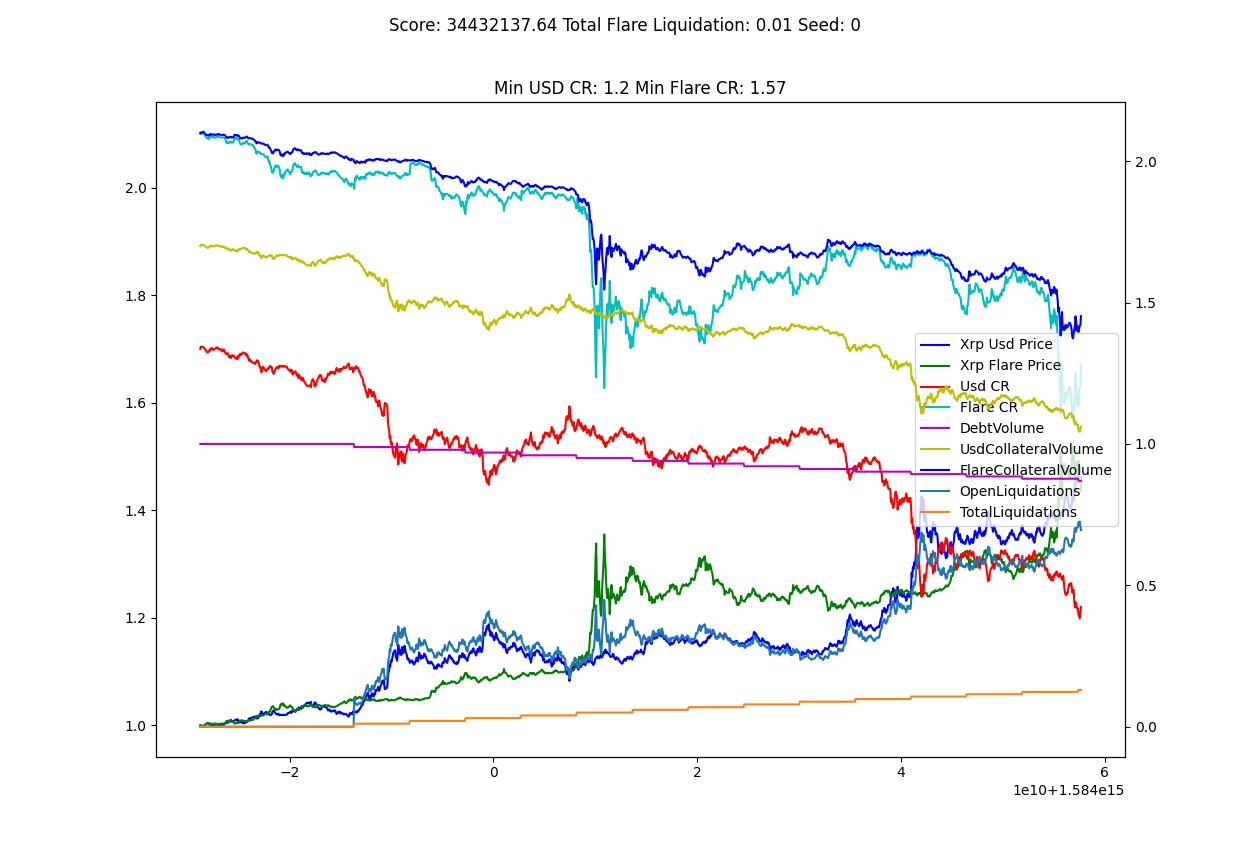 Score: 34432137.64 Total Flare Liquidation: 0.01 Seed: 0
Min USD CR: 1.2 Min Flare CR: 1.57
2.0
1.8
1.6
1.4
1.2
1.0
2.0
1.5
1.0
0.5
0.0
Xrp Usd Price
Xrp Flare Price
Usd CR
Flare CR
DebtVolume
UsdCollateralVolume
FlareCollateralVolume
OpenLiquidations
TotalLiquidations
−2 0 2 4 6
1e10+1.584e15